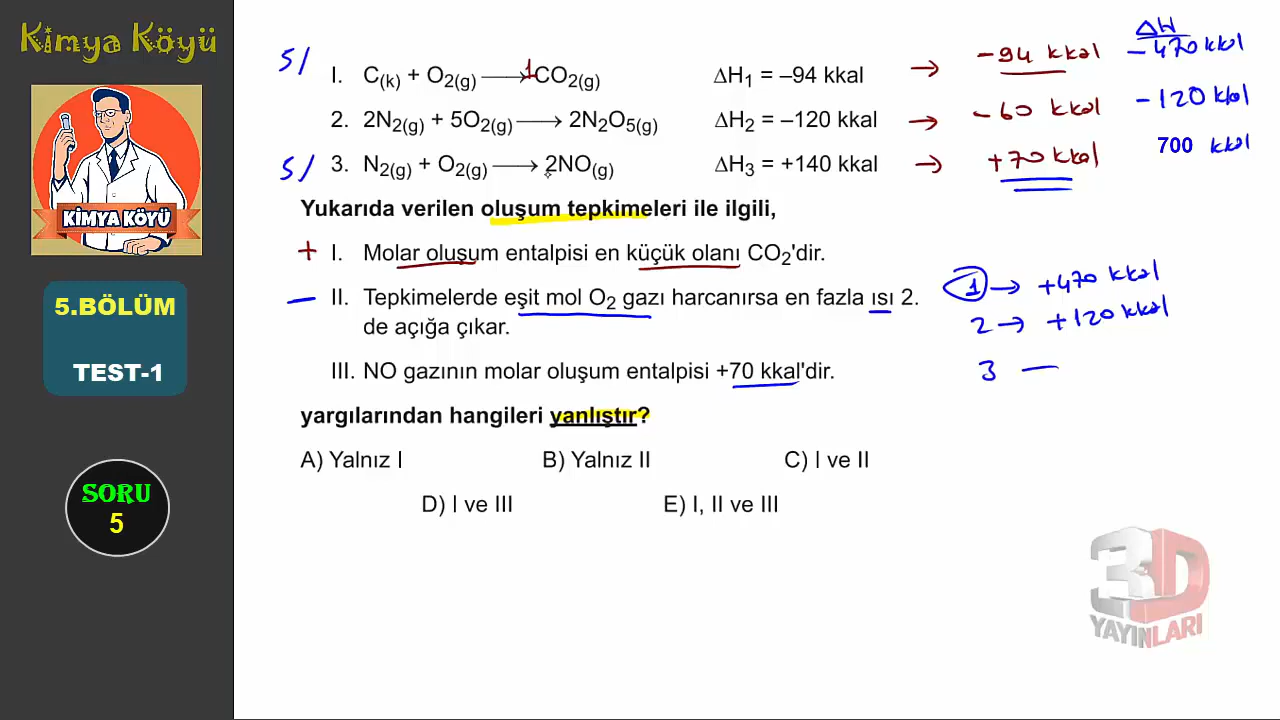 Kimya Köyü
KİMYA KÖYÜ
5.BÖLÜM
TEST-1
SORU
5
ΔH
5/ I. C(k) + O2(g) ⟶ 1CO2(g) ΔH1 = –94 kkal → -94 kkal -470 kkal
2. 2N2(g) + 5O2(g) ⟶ 2N2O5(g) ΔH2 = –120 kkal → -60 kkal -120 kkal
5/ 3. N2(g) + O2(g) ⟶ 2NO(g) ΔH3 = +140 kkal → +70 kkal 700 kkal
Yukarıda verilen oluşum tepkimeleri ile ilgili,
+ I. Molar oluşum entalpisi en küçük olanı CO2'dir.
– II. Tepkimelerde eşit mol O2 gazı harcanırsa en fazla ısı 2.
de açığa çıkar.
III. NO gazının molar oluşum entalpisi +70 kkal'dir.
yargılarından hangileri yanlıştır?
A) Yalnız I B) Yalnız II C) I ve II
D) I ve III E) I, II ve III
1 → +470 kkal
2 → +120 kkal
3 —
3D
YAYINLARI